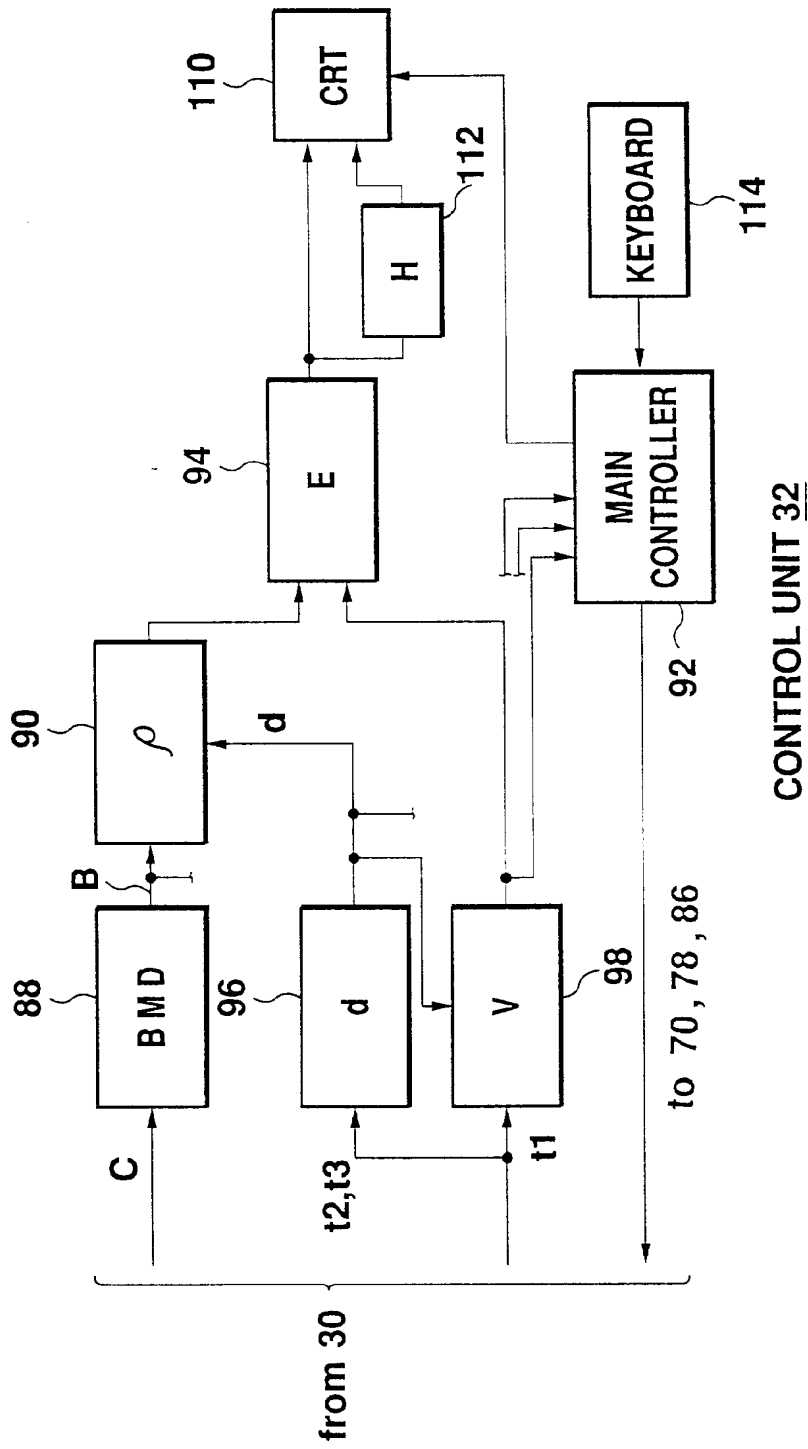 from 30
C
t2,t3
t1
88
BMD
B
90
ρ
96
d
d
98
V
94
E
110
CRT
H
112
MAIN
CONTROLLER
92
KEYBOARD
114
to 70, 78, 86
CONTROL UNIT 32